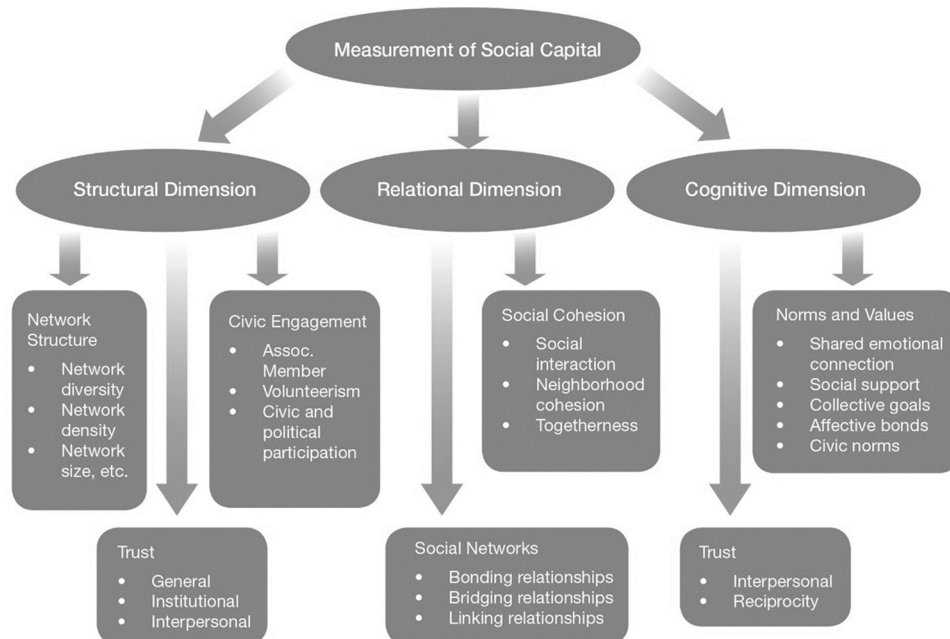 Measurement of Social Capital
Structural Dimension
Relational Dimension
Cognitive Dimension
Network
Structure
• Network
diversity
• Network
density
• Network
size, etc.
Civic Engagement
• Assoc.
Member
• Volunteerism
• Civic and
political
participation
Social Cohesion
• Social
interaction
• Neighborhood
cohesion
• Togetherness
Norms and Values
• Shared emotional
connection
• Social support
• Collective goals
• Affective bonds
• Civic norms
Trust
• General
• Institutional
• Interpersonal
Social Networks
• Bonding relationships
• Bridging relationships
• Linking relationships
Trust
• Interpersonal
• Reciprocity